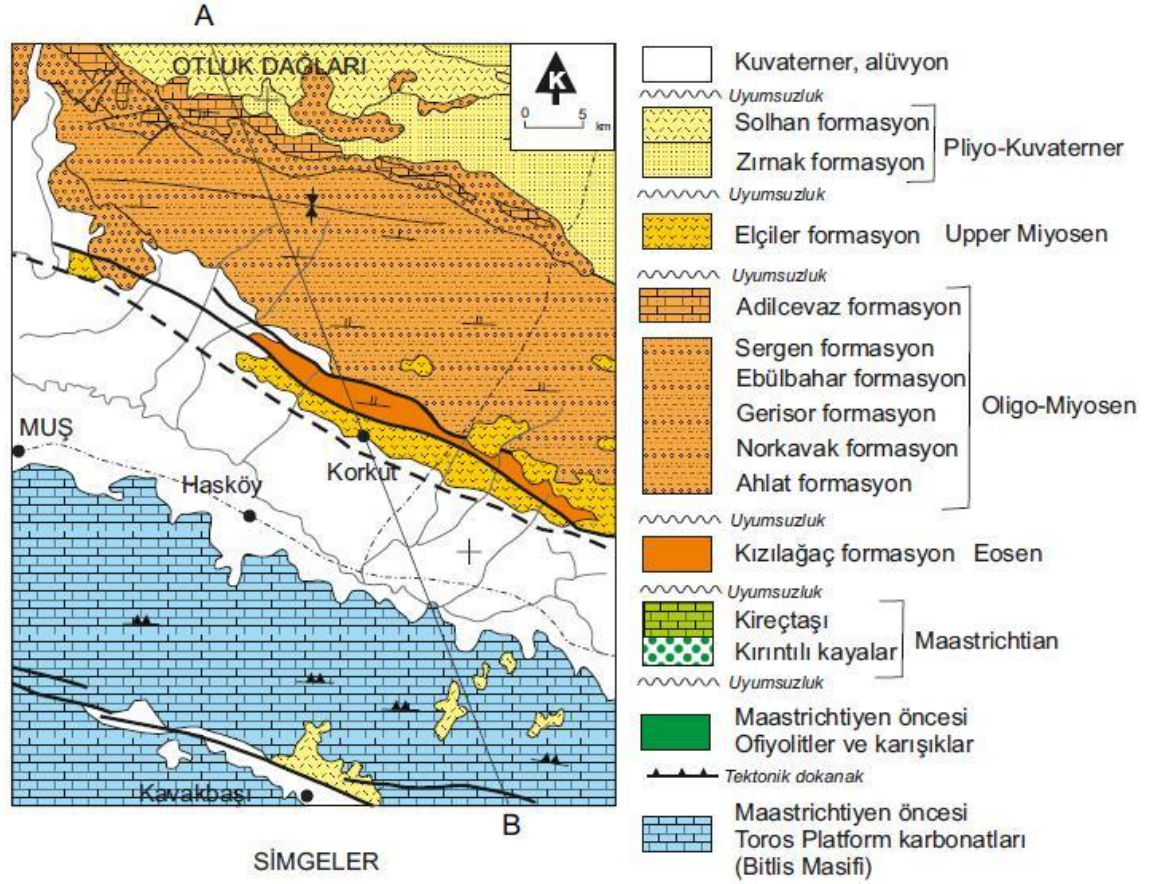 A
OTLUK DAĞLARI
K
0 5
km
MUŞ
Hasköy
Korkut
Kavakbaşı
B
SİMGELER
Kuvaterner, alüvyon
Uyumsuzluk
Solhan formasyon
Zırnak formasyon
Pliyo-Kuvaterner
Uyumsuzluk
Elçiler formasyon Upper Miyosen
Uyumsuzluk
Adilcevaz formasyon
Sergen formasyon
Ebülbahar formasyon
Gerisor formasyon
Norkavak formasyon
Ahlat formasyon
Oligo-Miyosen
Uyumsuzluk
Kızılağaç formasyon Eosen
Uyumsuzluk
Kireçtaşı
Kırıntılı kayalar
Maastrichtian
Uyumsuzluk
Maastrichtiyen öncesi
Ofiyolitler ve karışıklar
Tektonik dokanak
Maastrichtiyen öncesi
Toros Platform karbonatları
(Bitlis Masifi)